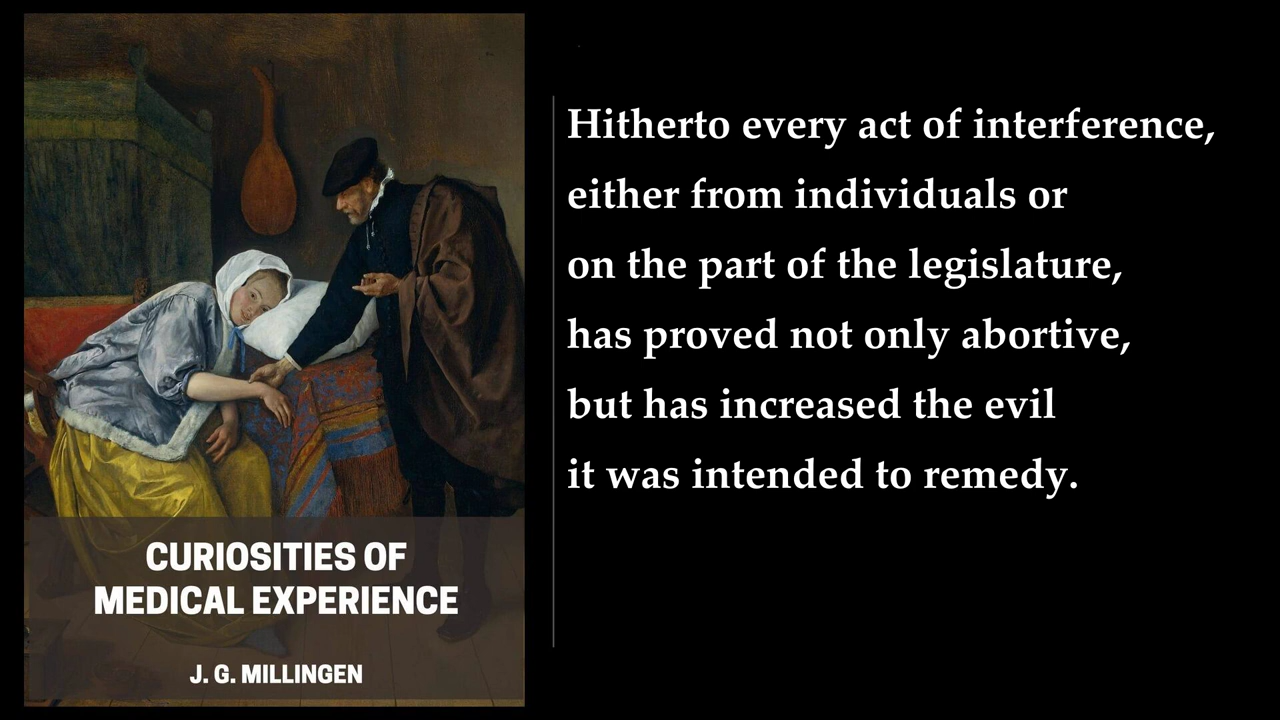 Hitherto every act of interference,
either from individuals or
on the part of the legislature,
has proved not only abortive,
but has increased the evil
it was intended to remedy.
CURIOSITIES OF
MEDICAL EXPERIENCE
J. G. MILLINGEN